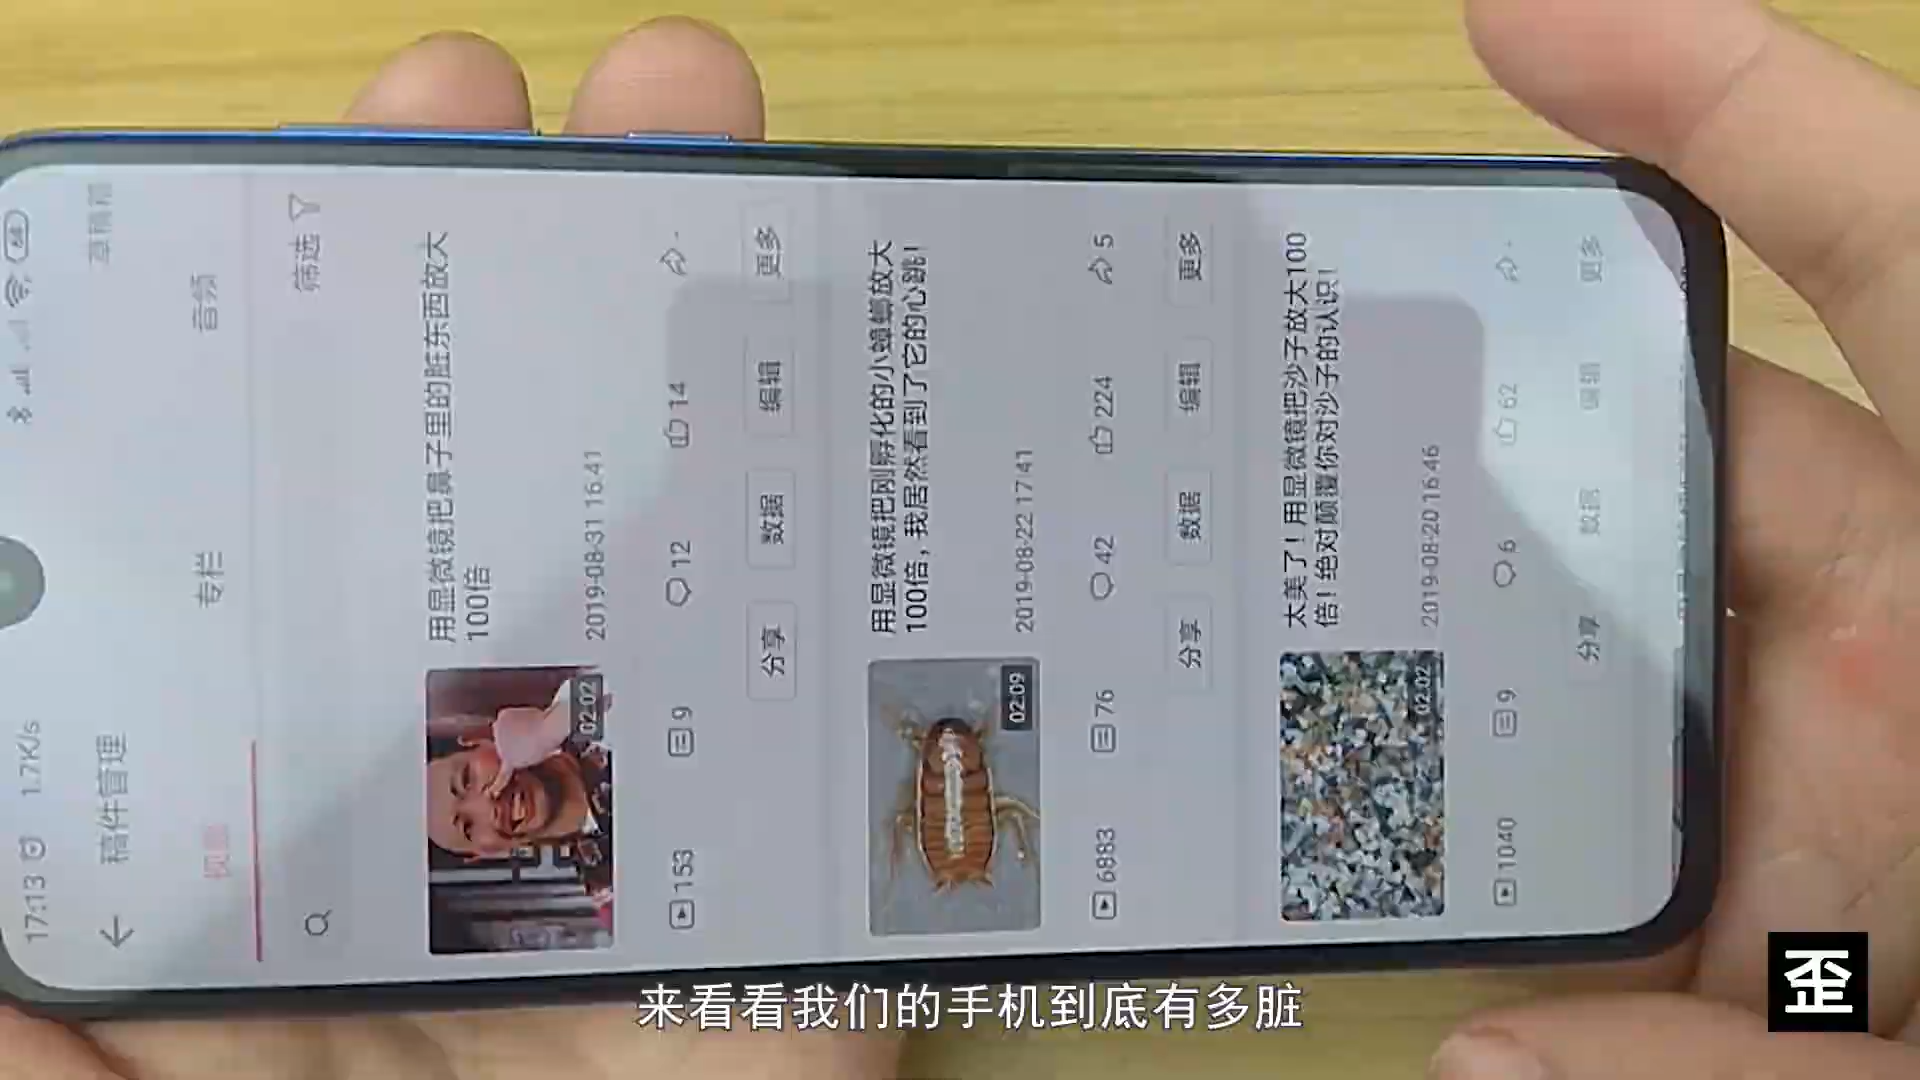 17:13 1.7K/s 68
稿件管理 草稿箱
视频 专栏 音频
筛选
用显微镜把鼻子里的脏东西放大
100倍
02:02
2019-08-31 16:41
153 9 12 14 -
分享 数据 编辑 更多
用显微镜把刚孵化的小蟑螂放大
100倍，我居然看到了它的心跳！
02:09
2019-08-22 17:41
6983 76 42 224 5
分享 数据 编辑 更多
太美了！用显微镜把沙子放大100
倍！绝对颠覆你对沙子的认识！
02:02
2019-08-20 16:46
1040 9 6 62 -
分享 数据 编辑 更多
来看看我们的手机到底有多脏
歪